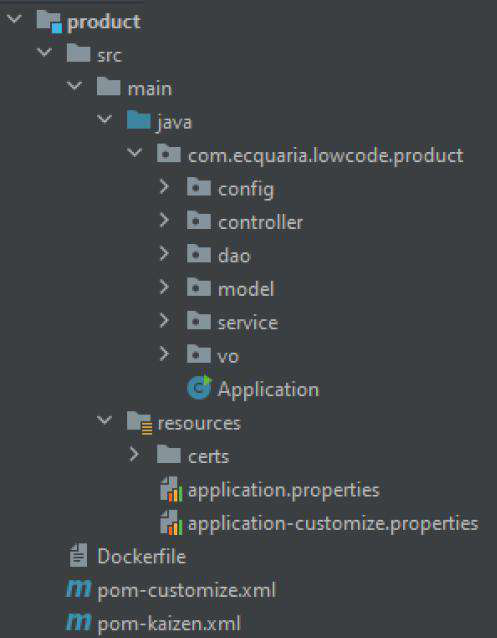 product
src
main
java
com.ecquaria.lowcode.product
config
controller
dao
model
service
vo
Application
resources
certs
application.properties
application-customize.properties
Dockerfile
pom-customize.xml
pom-kaizen.xml